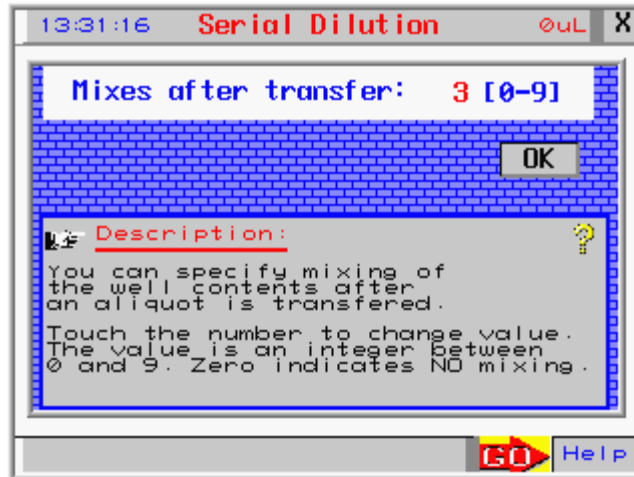 13:31:16 Serial Dilution 0uL X
Mixes after transfer: 3 [0-9]
OK
Description: ?
You can specify mixing of
the well contents after
an aliquot is transfered.
Touch the number to change value.
The value is an integer between
0 and 9. Zero indicates NO mixing.
GO Help